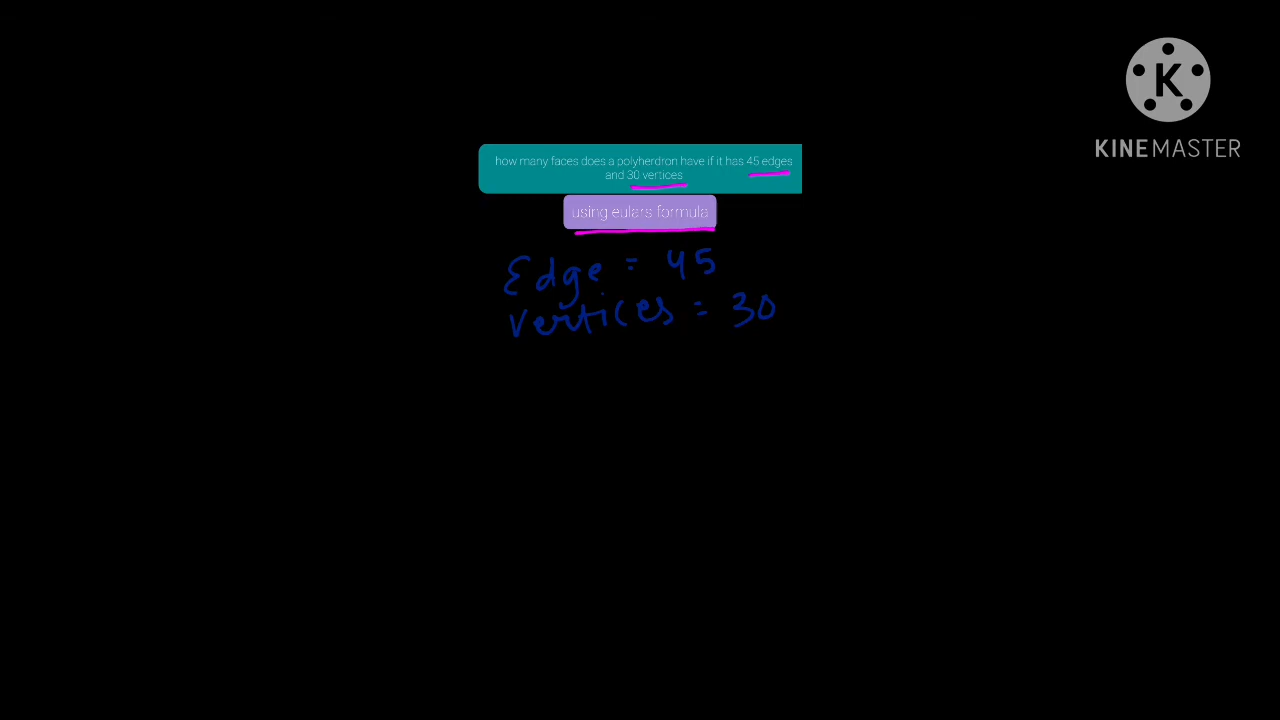 K
KINEMASTER
how many faces does a polyherdron have if it has 45 edges
and 30 vertices
using eulars formula
Edge = 45
Vertices = 30